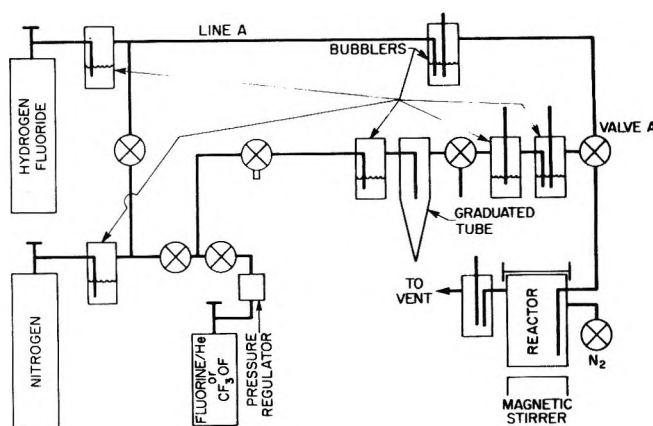 LINE A
BUBBLERS
HYDROGEN
FLUORIDE
VALVE A
GRADUATED
TUBE
TO
VENT
REACTOR
N₂
NITROGEN
FLUORINE/He
or
CF₃OF
PRESSURE
REGULATOR
MAGNETIC
STIRRER